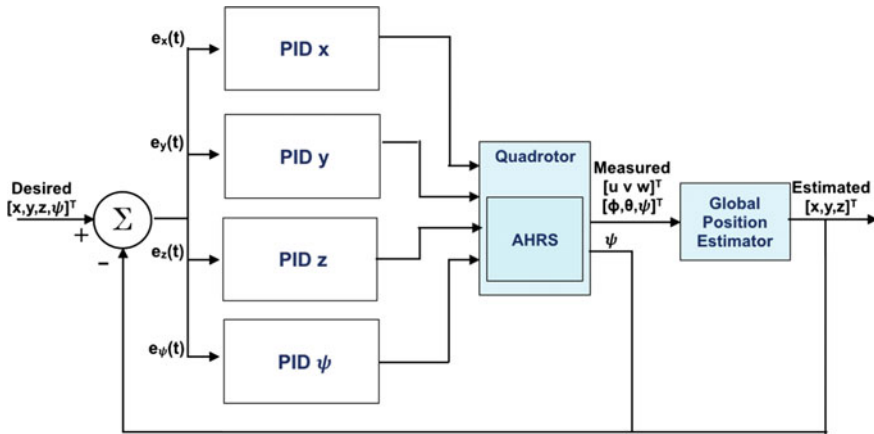 eₓ(t)
PID x
e_y(t)
PID y
Quadrotor
Measured
[u v w]ᵀ
[ϕ,θ,ψ]ᵀ
Estimated
[x,y,z]ᵀ
Desired
[x,y,z,ψ]ᵀ
+
Σ
-
Global
Position
Estimator
AHRS
ψ
e_z(t)
PID z
e_ψ(t)
PID ψ